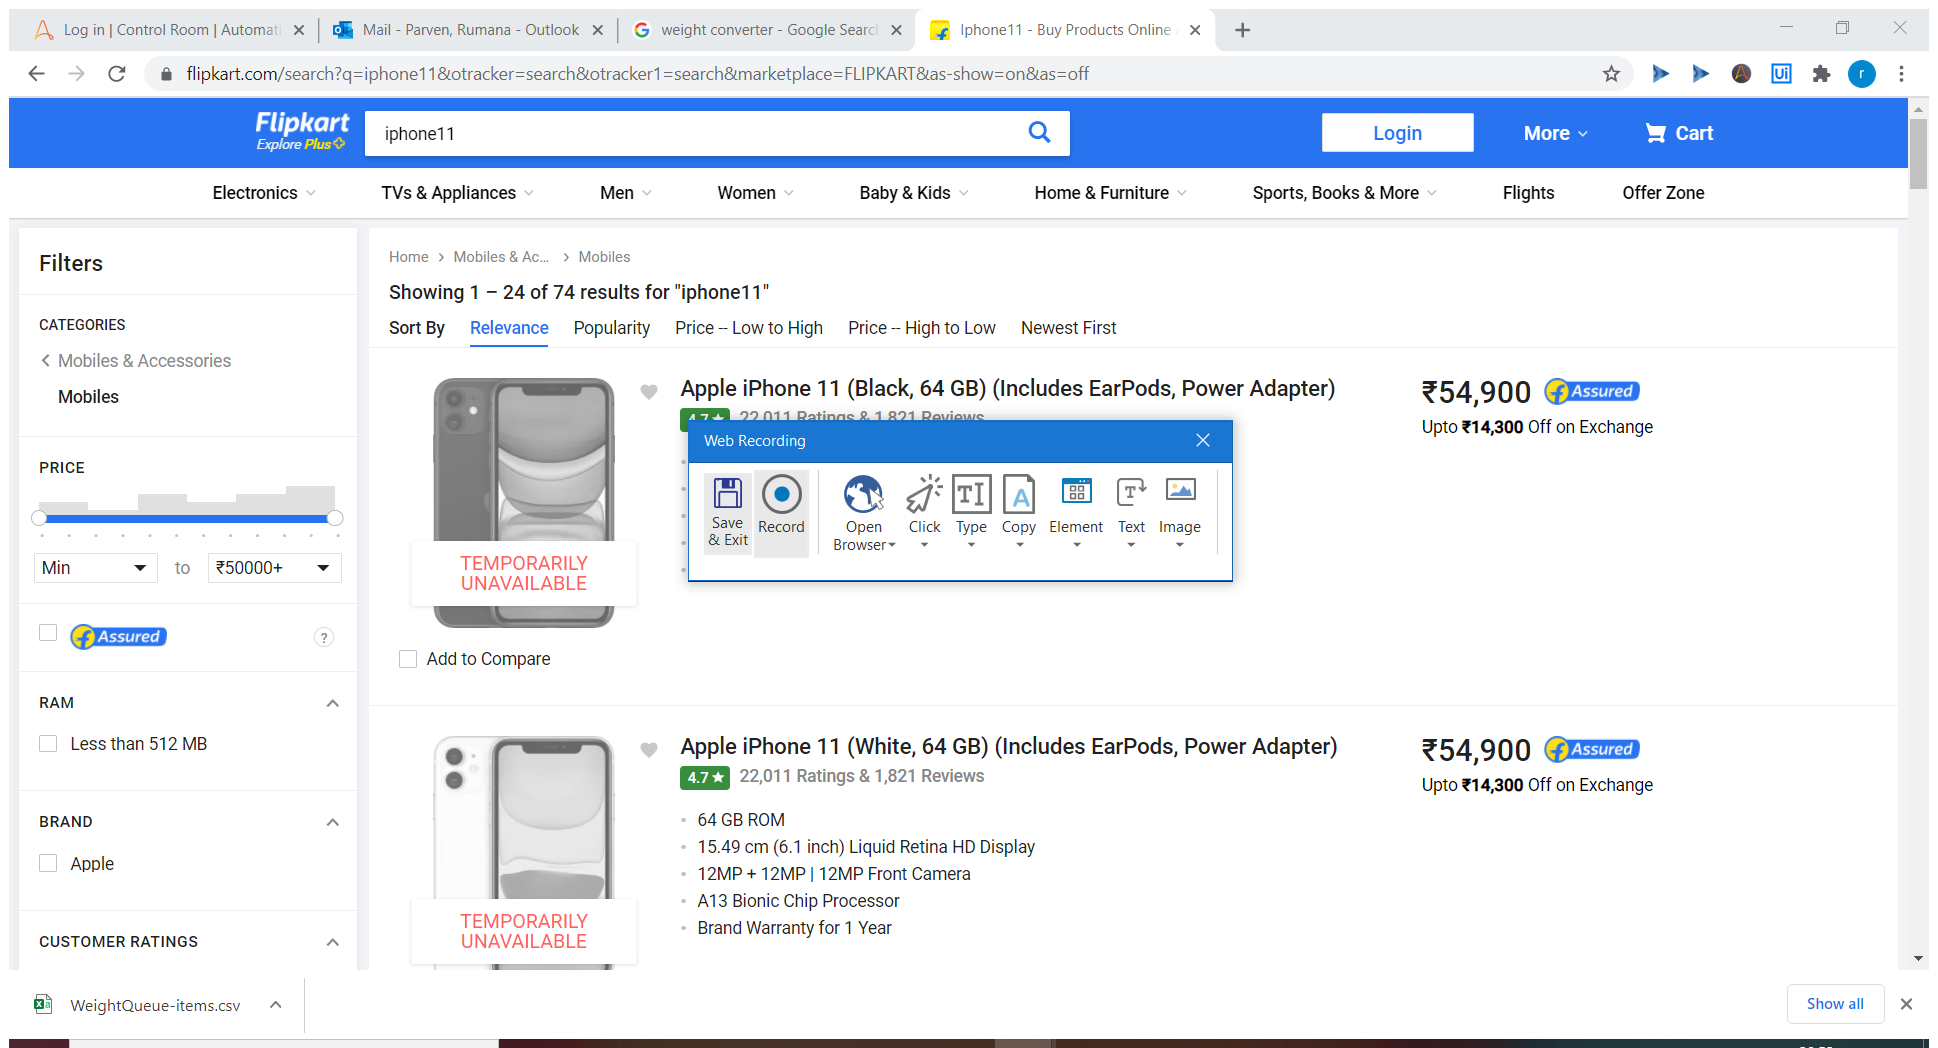 Log in | Control Room | Automati
Mail - Parven, Rumana - Outlook
weight converter - Google Search
Iphone11 - Buy Products Online
flipkart.com/search?q=iphone11&otracker=search&otracker1=search&marketplace=FLIPKART&as-show=on&as=off
Ui
r
Flipkart
Explore Plus
iphone11
Login
More
Cart
Electronics
TVs & Appliances
Men
Women
Baby & Kids
Home & Furniture
Sports, Books & More
Flights
Offer Zone
Filters
CATEGORIES
Mobiles & Accessories
Mobiles
PRICE
Min
to
₹50000+
Assured
?
RAM
Less than 512 MB
BRAND
Apple
CUSTOMER RATINGS
Home
Mobiles & Ac...
Mobiles
Showing 1 – 24 of 74 results for "iphone11"
Sort By
Relevance
Popularity
Price -- Low to High
Price -- High to Low
Newest First
Apple iPhone 11 (Black, 64 GB) (Includes EarPods, Power Adapter)
4.7★
22,011 Ratings & 1,821 Reviews
₹54,900
Assured
Upto ₹14,300 Off on Exchange
TEMPORARILY
UNAVAILABLE
Add to Compare
Web Recording
Save
& Exit
Record
Open
Browser
Click
Type
Copy
Element
Text
Image
Apple iPhone 11 (White, 64 GB) (Includes EarPods, Power Adapter)
4.7★
22,011 Ratings & 1,821 Reviews
₹54,900
Assured
Upto ₹14,300 Off on Exchange
64 GB ROM
15.49 cm (6.1 inch) Liquid Retina HD Display
12MP + 12MP | 12MP Front Camera
A13 Bionic Chip Processor
Brand Warranty for 1 Year
TEMPORARILY
UNAVAILABLE
WeightQueue-items.csv
Show all